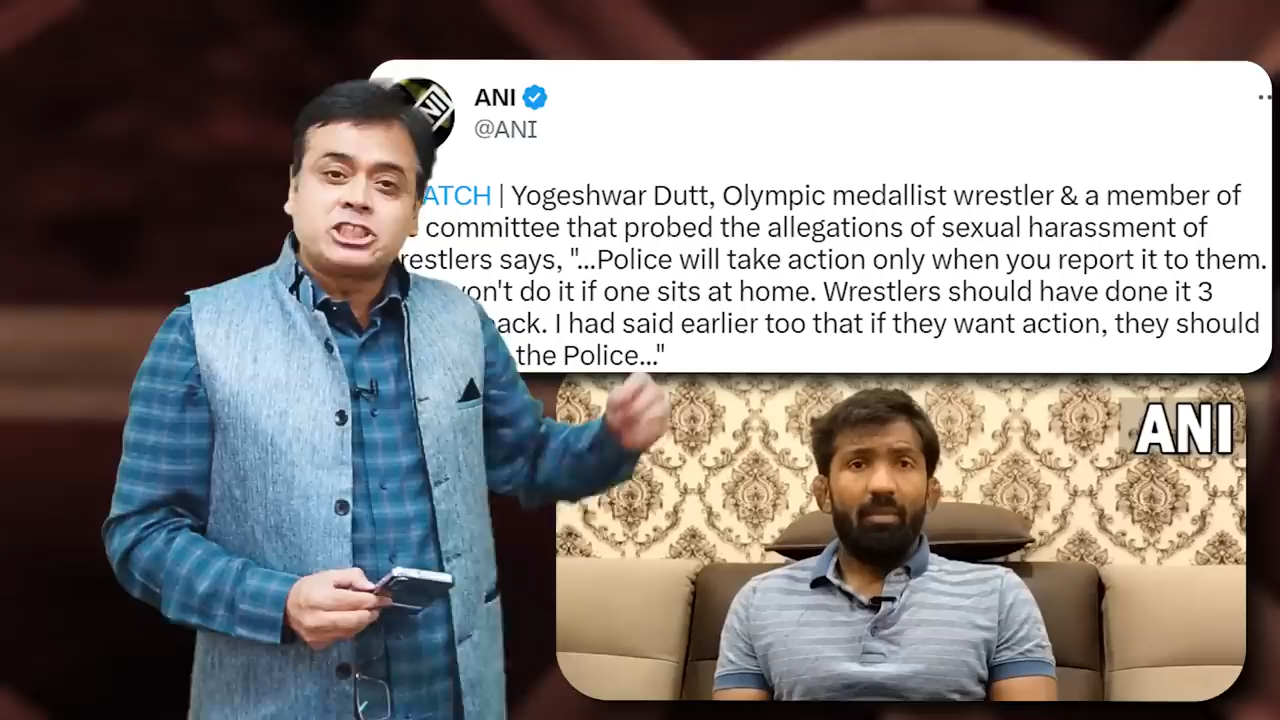 ANI
@ANI
ATCH | Yogeshwar Dutt, Olympic medallist wrestler & a member of
committee that probed the allegations of sexual harassment of
restlers says, "...Police will take action only when you report it to them.
on't do it if one sits at home. Wrestlers should have done it 3
ack. I had said earlier too that if they want action, they should
the Police..."
ANI